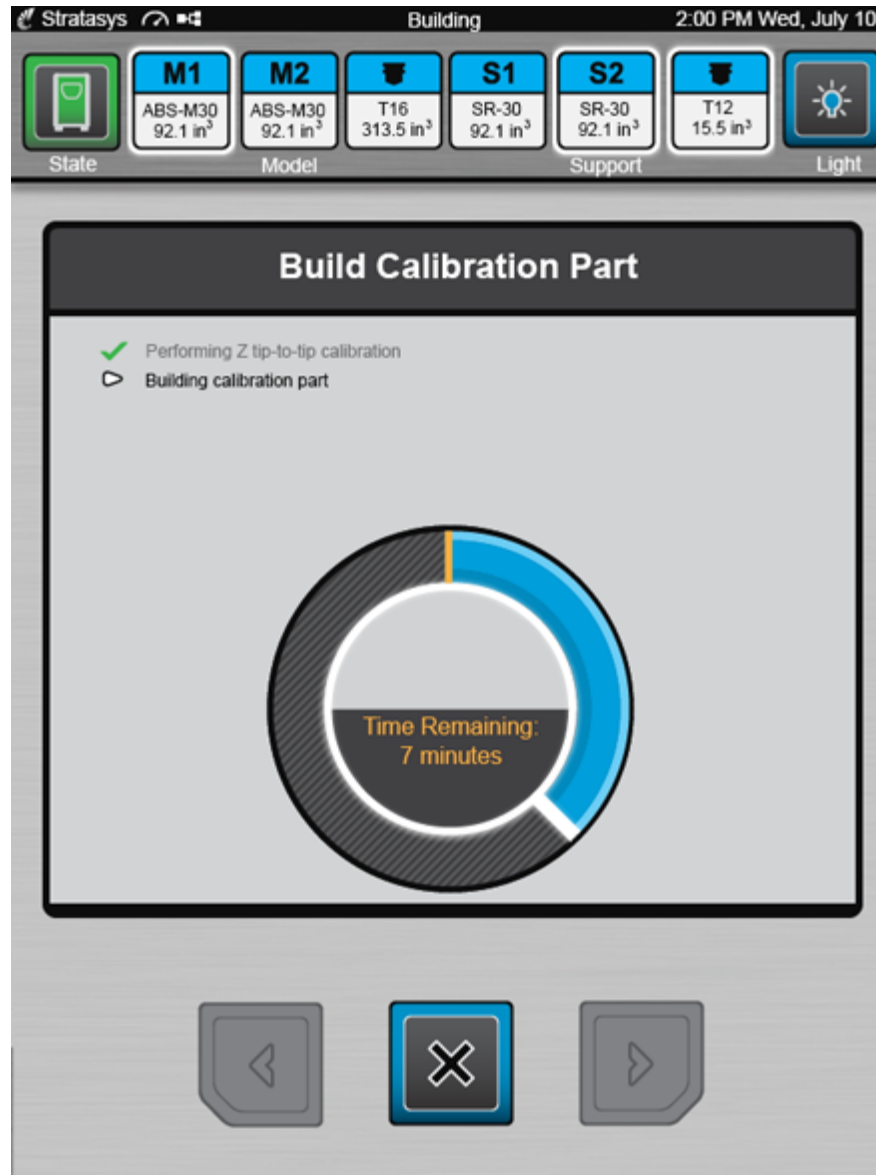 Stratasys Building 2:00 PM Wed, July 10
M1 M2 S1 S2
ABS-M30 ABS-M30 T16 SR-30 SR-30 T12
92.1 in³ 92.1 in³ 313.5 in³ 92.1 in³ 92.1 in³ 15.5 in³
State Model Support Light
Build Calibration Part
Performing Z tip-to-tip calibration
Building calibration part
Time Remaining:
7 minutes